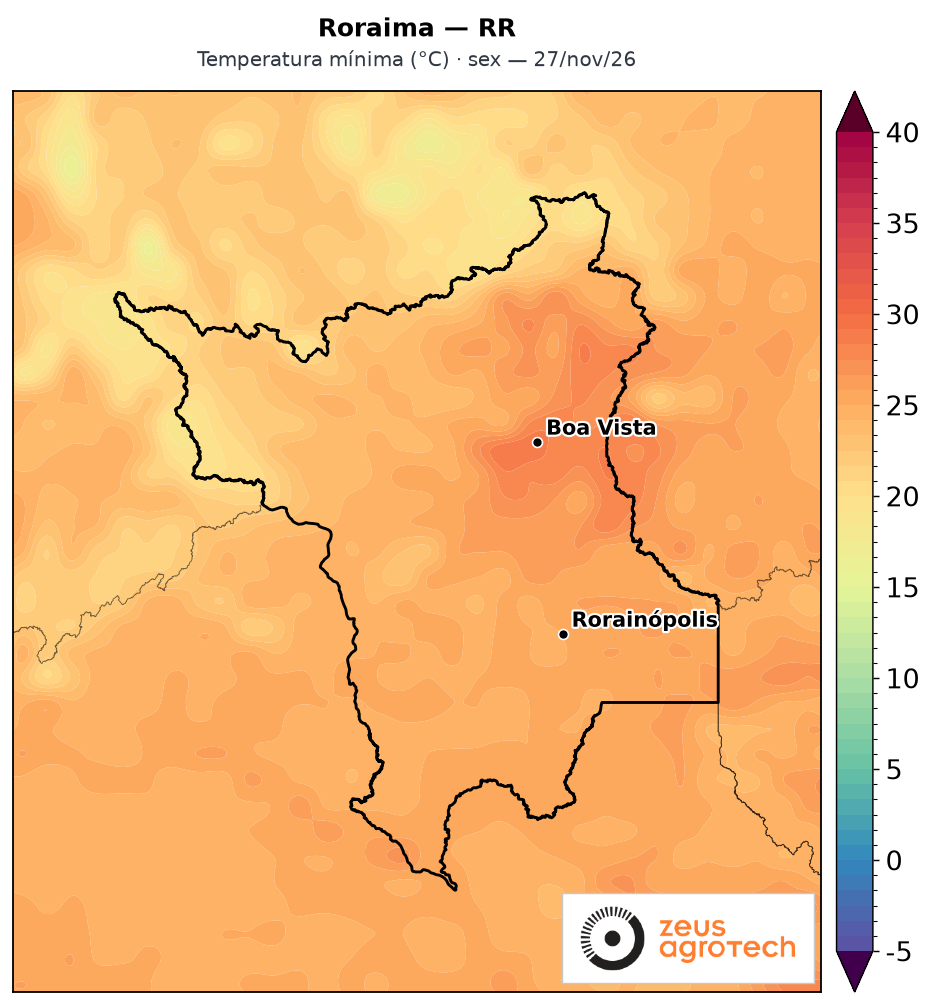 Roraima — RR
Temperatura mínima (°C) · sex — 27/nov/26
40
35
30
25
20
15
10
5
0
-5
Boa Vista
Rorainópolis
zeus
agrotech